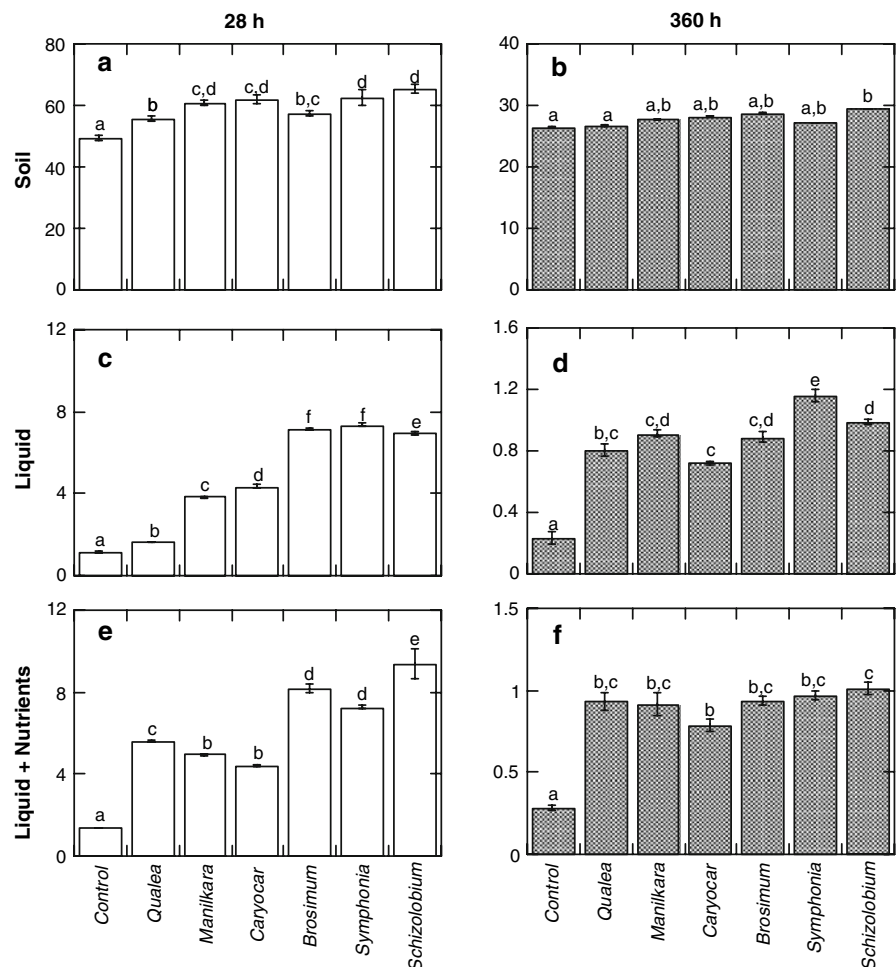 28 h
360 h
Soil
a
80
60
40
20
0
a
b
c,d
c,d
b,c
d
d
b
40
30
20
10
0
a
a
a,b
a,b
a,b
a,b
b
Liquid
c
12
8
4
0
a
b
c
d
f
f
e
d
1.6
1.2
0.8
0.4
0
a
b,c
c,d
c
c,d
e
d
Liquid + Nutrients
e
12
8
4
0
a
c
b
b
d
d
e
f
1.5
1
0.5
0
a
b,c
b,c
b
b,c
b,c
c
Control
Qualea
Manilkara
Caryocar
Brosimum
Symphonia
Schizolobium
Control
Qualea
Manilkara
Caryocar
Brosimum
Symphonia
Schizolobium